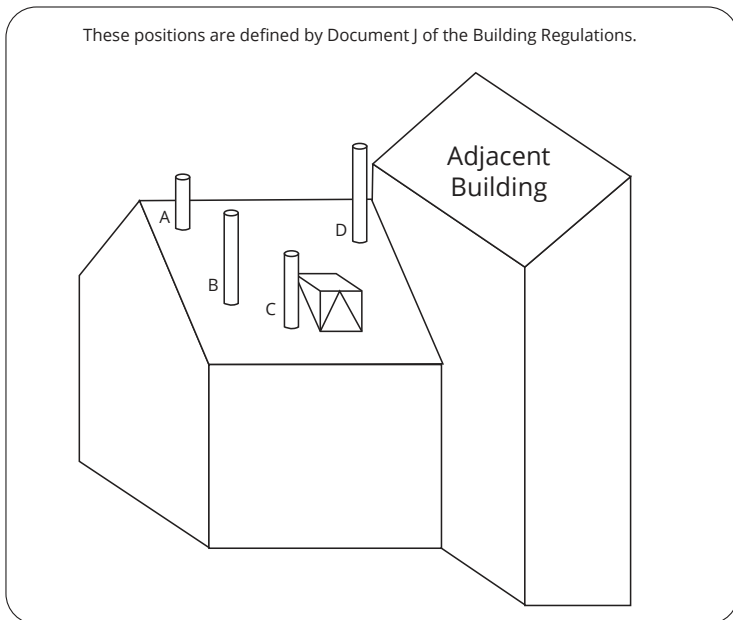 These positions are defined by Document J of the Building Regulations.
Adjacent
Building
A
D
B
C